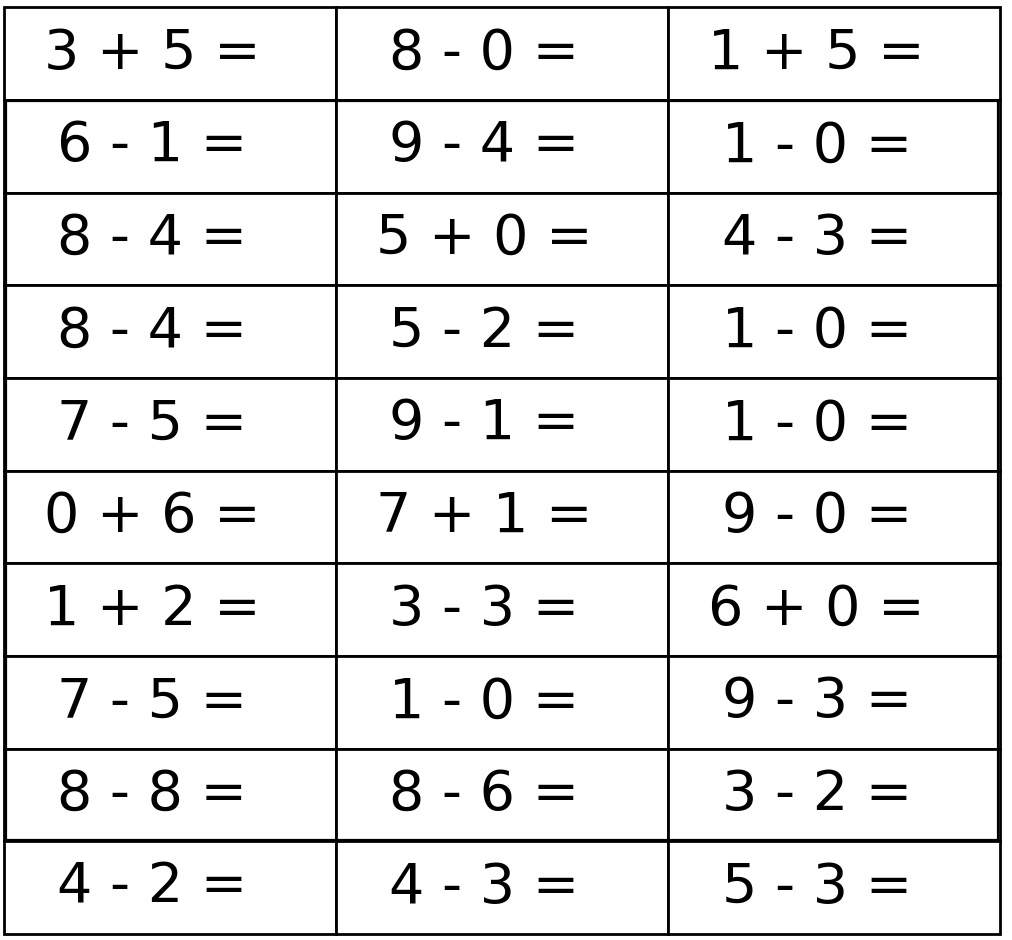 3 + 5 = 8 - 0 = 1 + 5 =
6 - 1 = 9 - 4 = 1 - 0 =
8 - 4 = 5 + 0 = 4 - 3 =
8 - 4 = 5 - 2 = 1 - 0 =
7 - 5 = 9 - 1 = 1 - 0 =
0 + 6 = 7 + 1 = 9 - 0 =
1 + 2 = 3 - 3 = 6 + 0 =
7 - 5 = 1 - 0 = 9 - 3 =
8 - 8 = 8 - 6 = 3 - 2 =
4 - 2 = 4 - 3 = 5 - 3 =